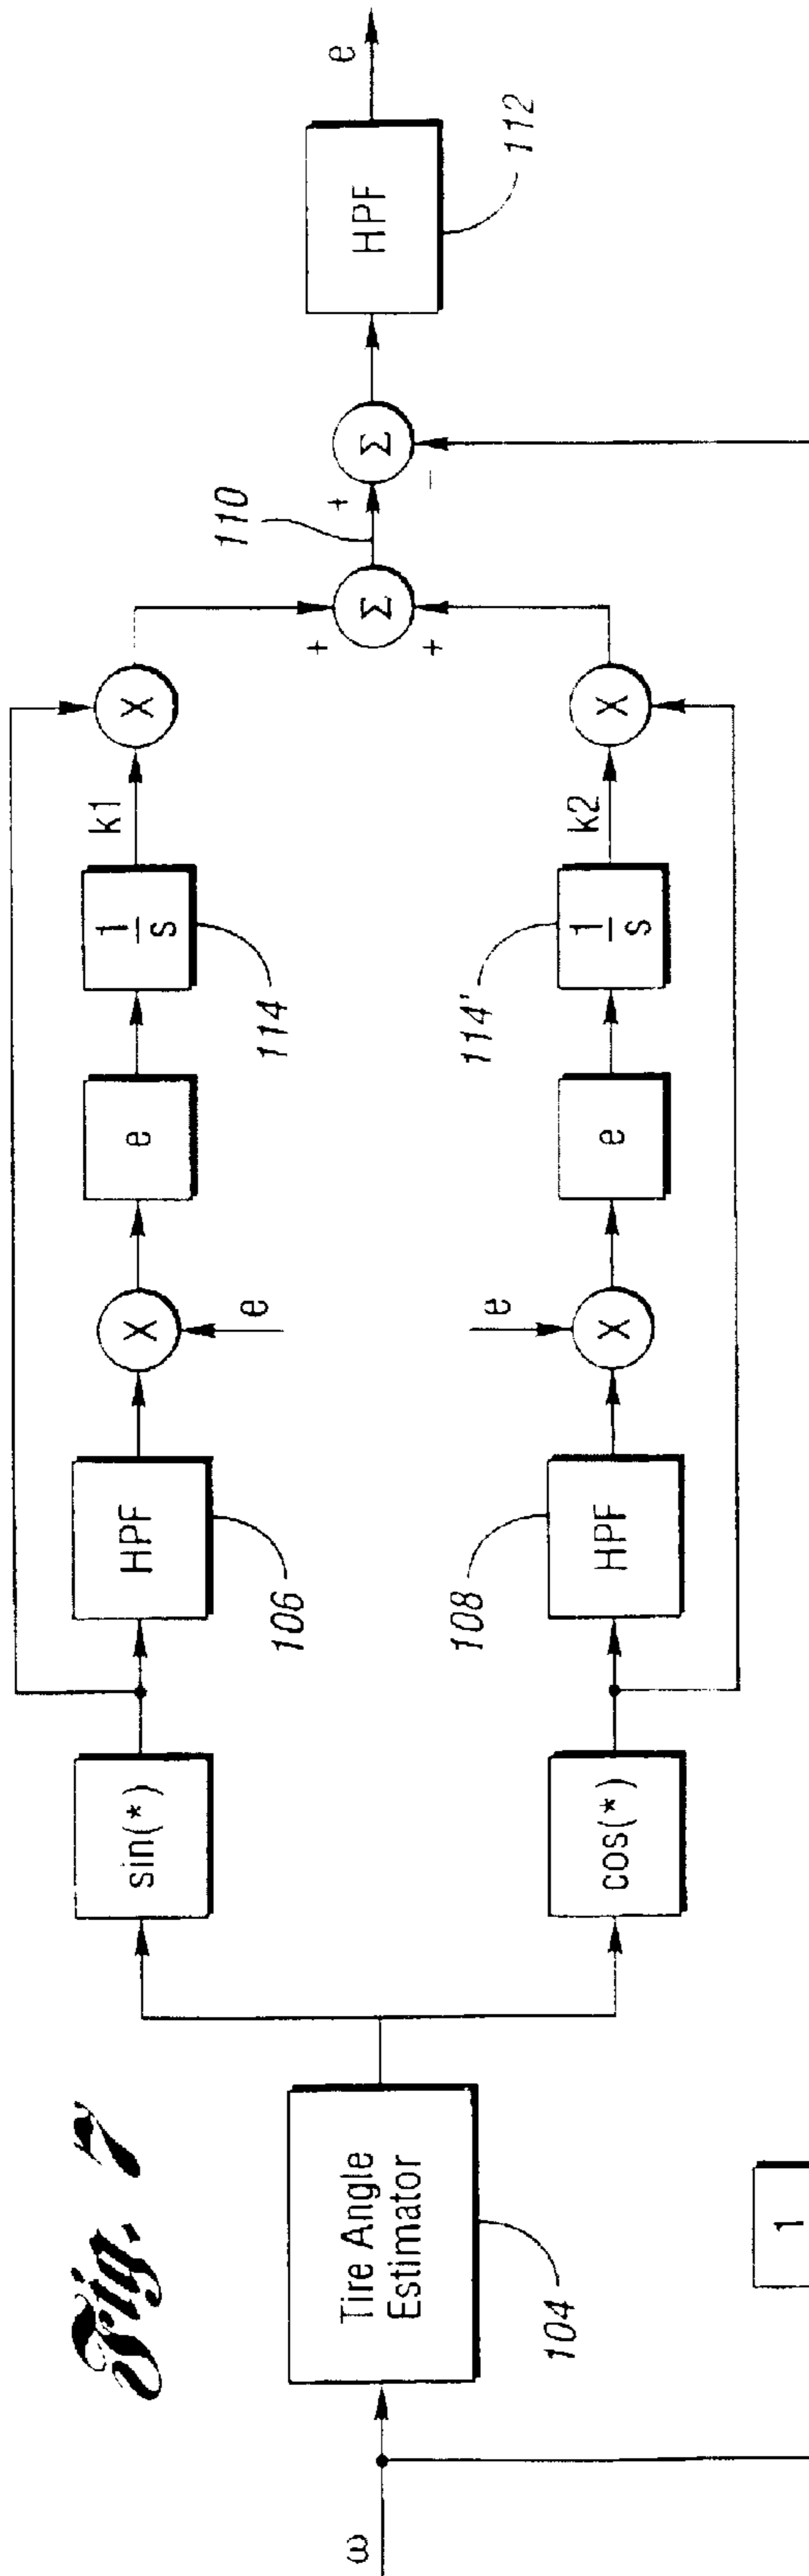 Fig. 7
ω
Tire Angle
Estimator
104
sin(*)
HPF
106
X
e
e
1
s
114
k1
X
cos(*)
HPF
108
X
e
e
1
s
114'
k2
X
+
+
Σ
110
+
−
Σ
HPF
112
e
1